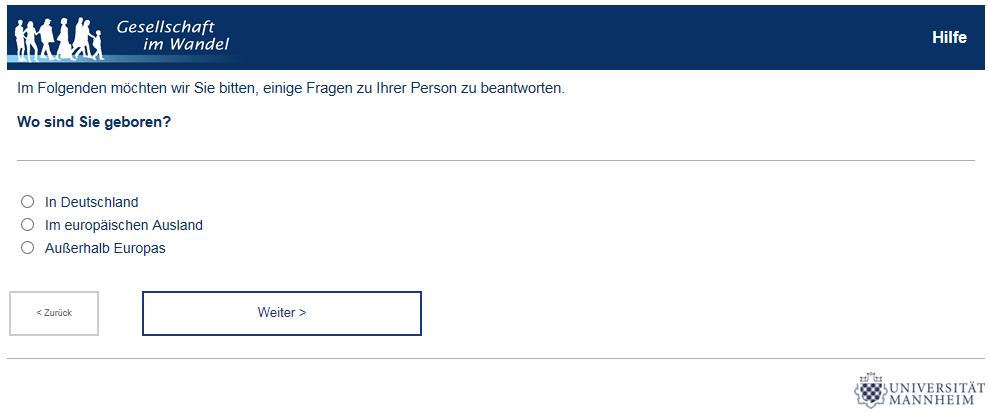 Gesellschaft
im Wandel
Hilfe
Im Folgenden möchten wir Sie bitten, einige Fragen zu Ihrer Person zu beantworten.
Wo sind Sie geboren?
In Deutschland
Im europäischen Ausland
Außerhalb Europas
< Zurück
Weiter >
UNIVERSITÄT
MANNHEIM